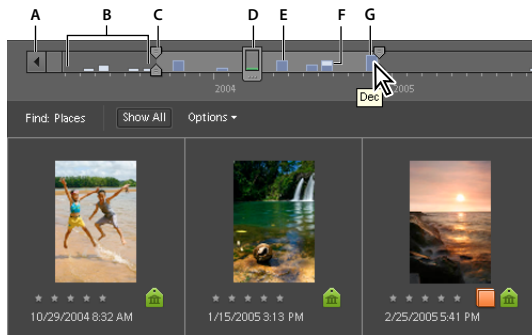 A B C D E F G
2004 2005
Dec
Find: Places Show All Options
10/29/2004 8:32 AM 1/15/2005 3:13 PM 2/25/2005 5:41 PM